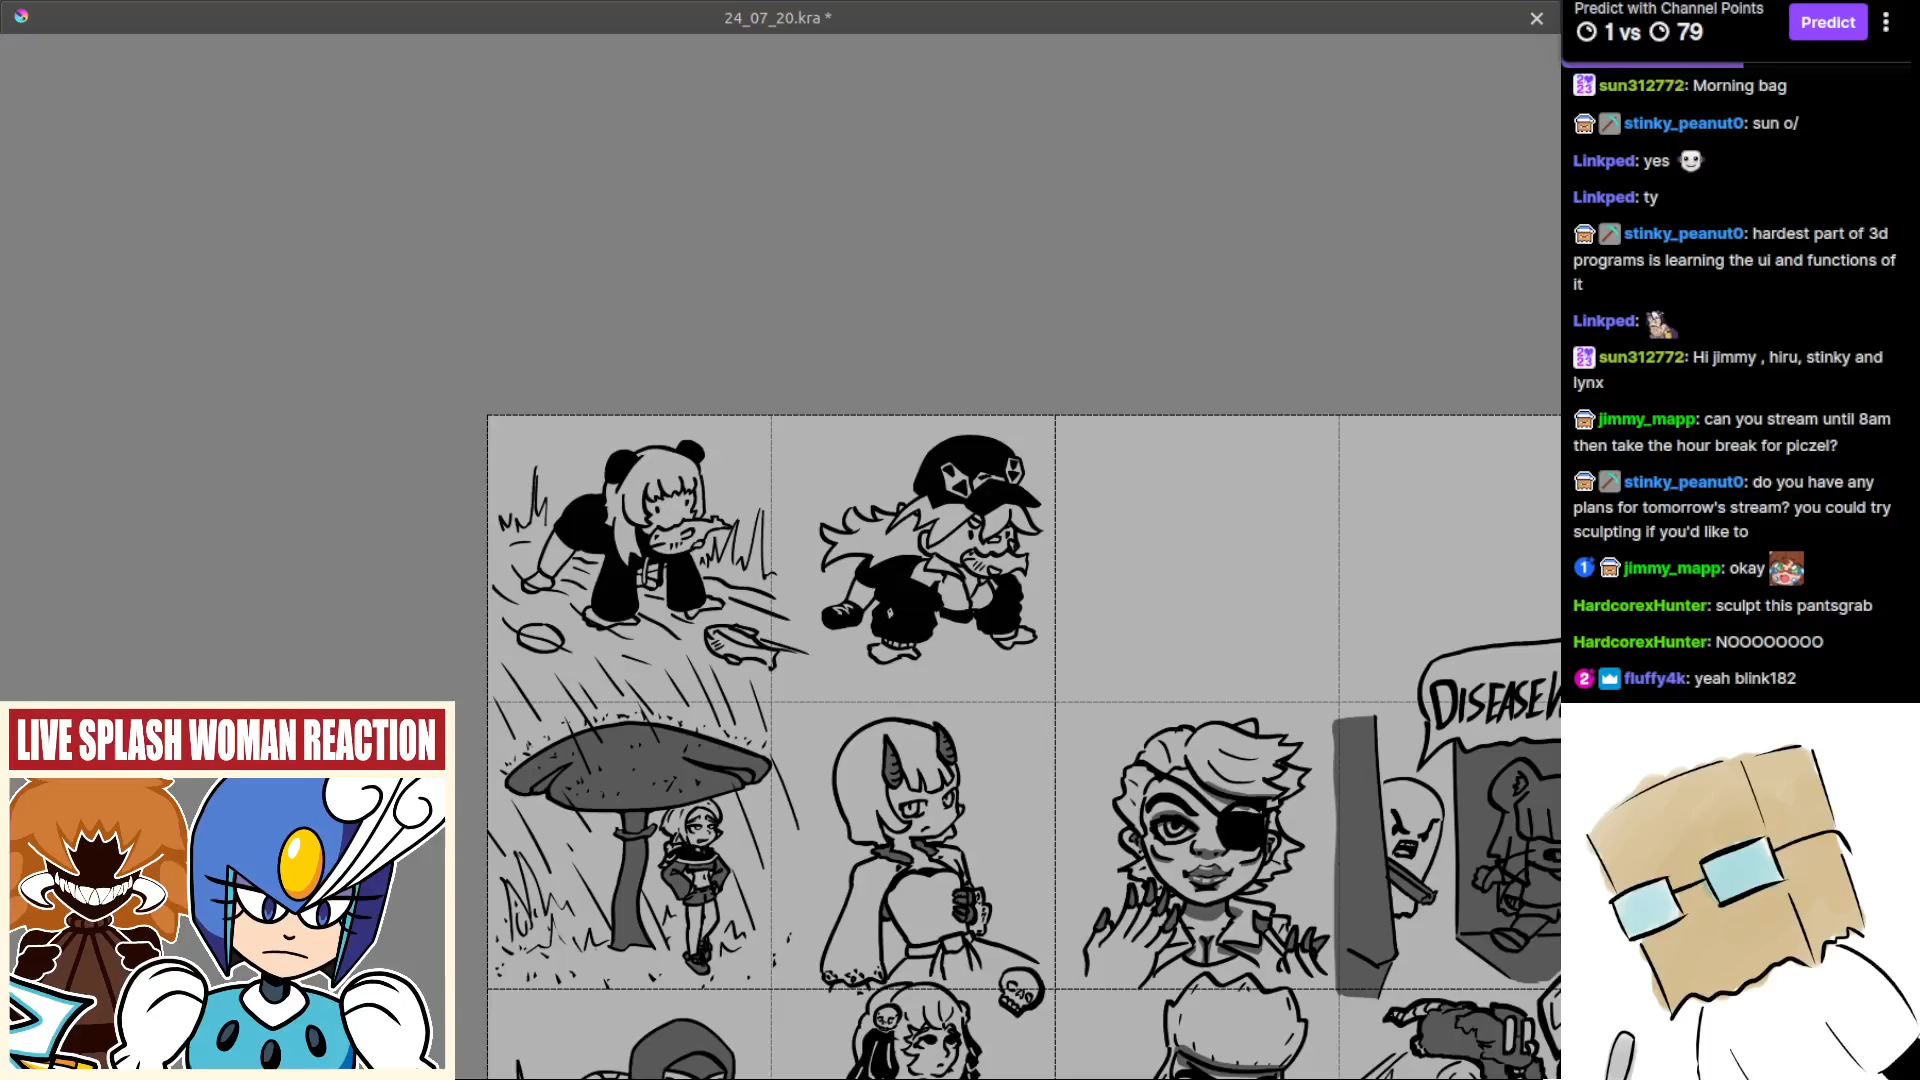 24_07_20.kra *
Predict with Channel Points
1 vs 79
Predict
sun312772: Morning bag
stinky_peanut0: sun o/
Linkped: yes
Linkped: ty
stinky_peanut0: hardest part of 3d
programs is learning the ui and functions of
it
Linkped:
sun312772: Hi jimmy , hiru, stinky and
lynx
jimmy_mapp: can you stream until 8am
then take the hour break for piczel?
stinky_peanut0: do you have any
plans for tomorrow's stream? you could try
sculpting if you'd like to
1 jimmy_mapp: okay
HardcorexHunter: sculpt this pantsgrab
HardcorexHunter: NOOOOOOOO
2 fluffy4k: yeah blink182
DISEASE
LIVE SPLASH WOMAN REACTION